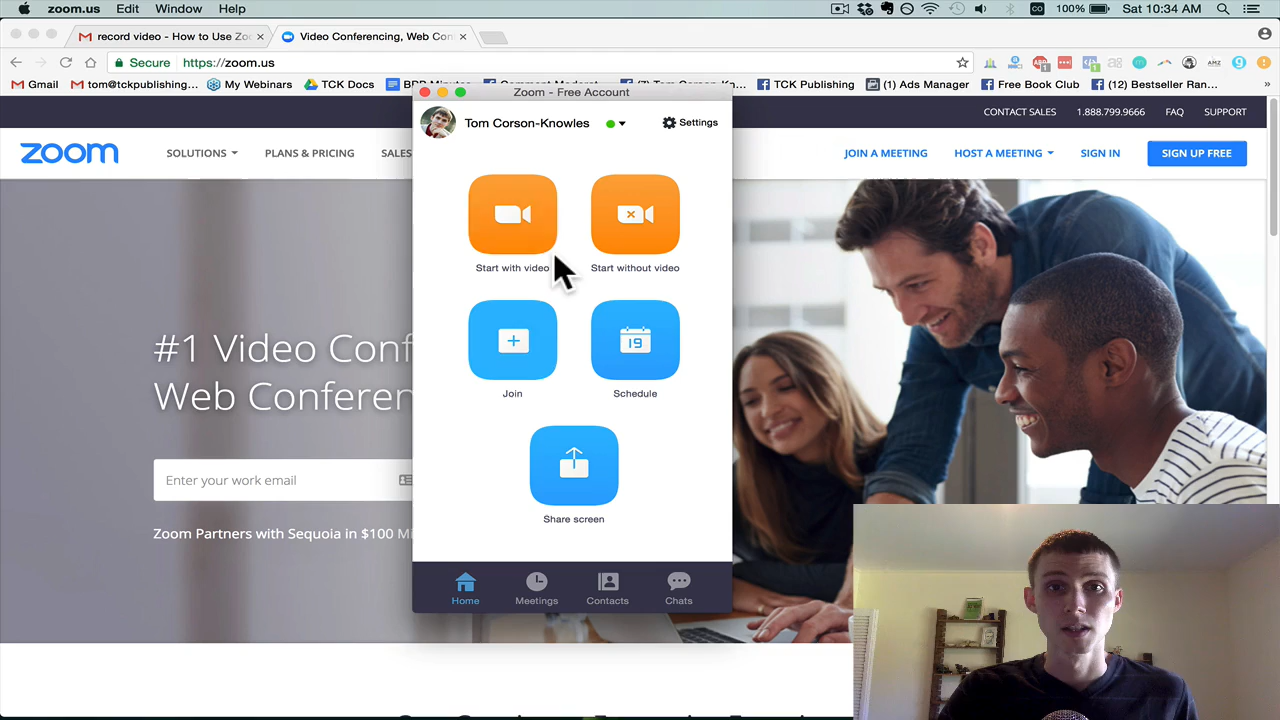 zoom.us Edit Window Help
100% Sat 10:34 AM
record video - How to Use Zo
Video Conferencing, Web Con
Secure https://zoom.us
Gmail tom@tckpublishing... My Webinars TCK Docs TCK Publishing Ads Manager Free Book Club (12) Bestseller Ran... »
Zoom - Free Account
CONTACT SALES 1.888.799.9666 FAQ SUPPORT
Tom Corson-Knowles Settings
zoom SOLUTIONS PLANS & PRICING SALES JOIN A MEETING HOST A MEETING SIGN IN SIGN UP FREE
Start with video Start without video
#1 Video Conf
Web Conferen
19
Join Schedule
Enter your work email
Share screen
Zoom Partners with Sequoia in $100 Mi
Home Meetings Contacts Chats